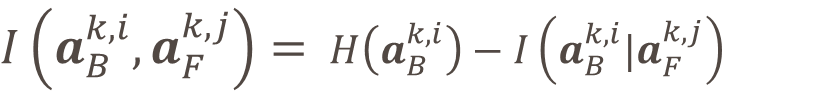 I(a_B^{k,i}, a_F^{k,j}) = H(a_B^{k,i}) − I(a_B^{k,i}|a_F^{k,j})